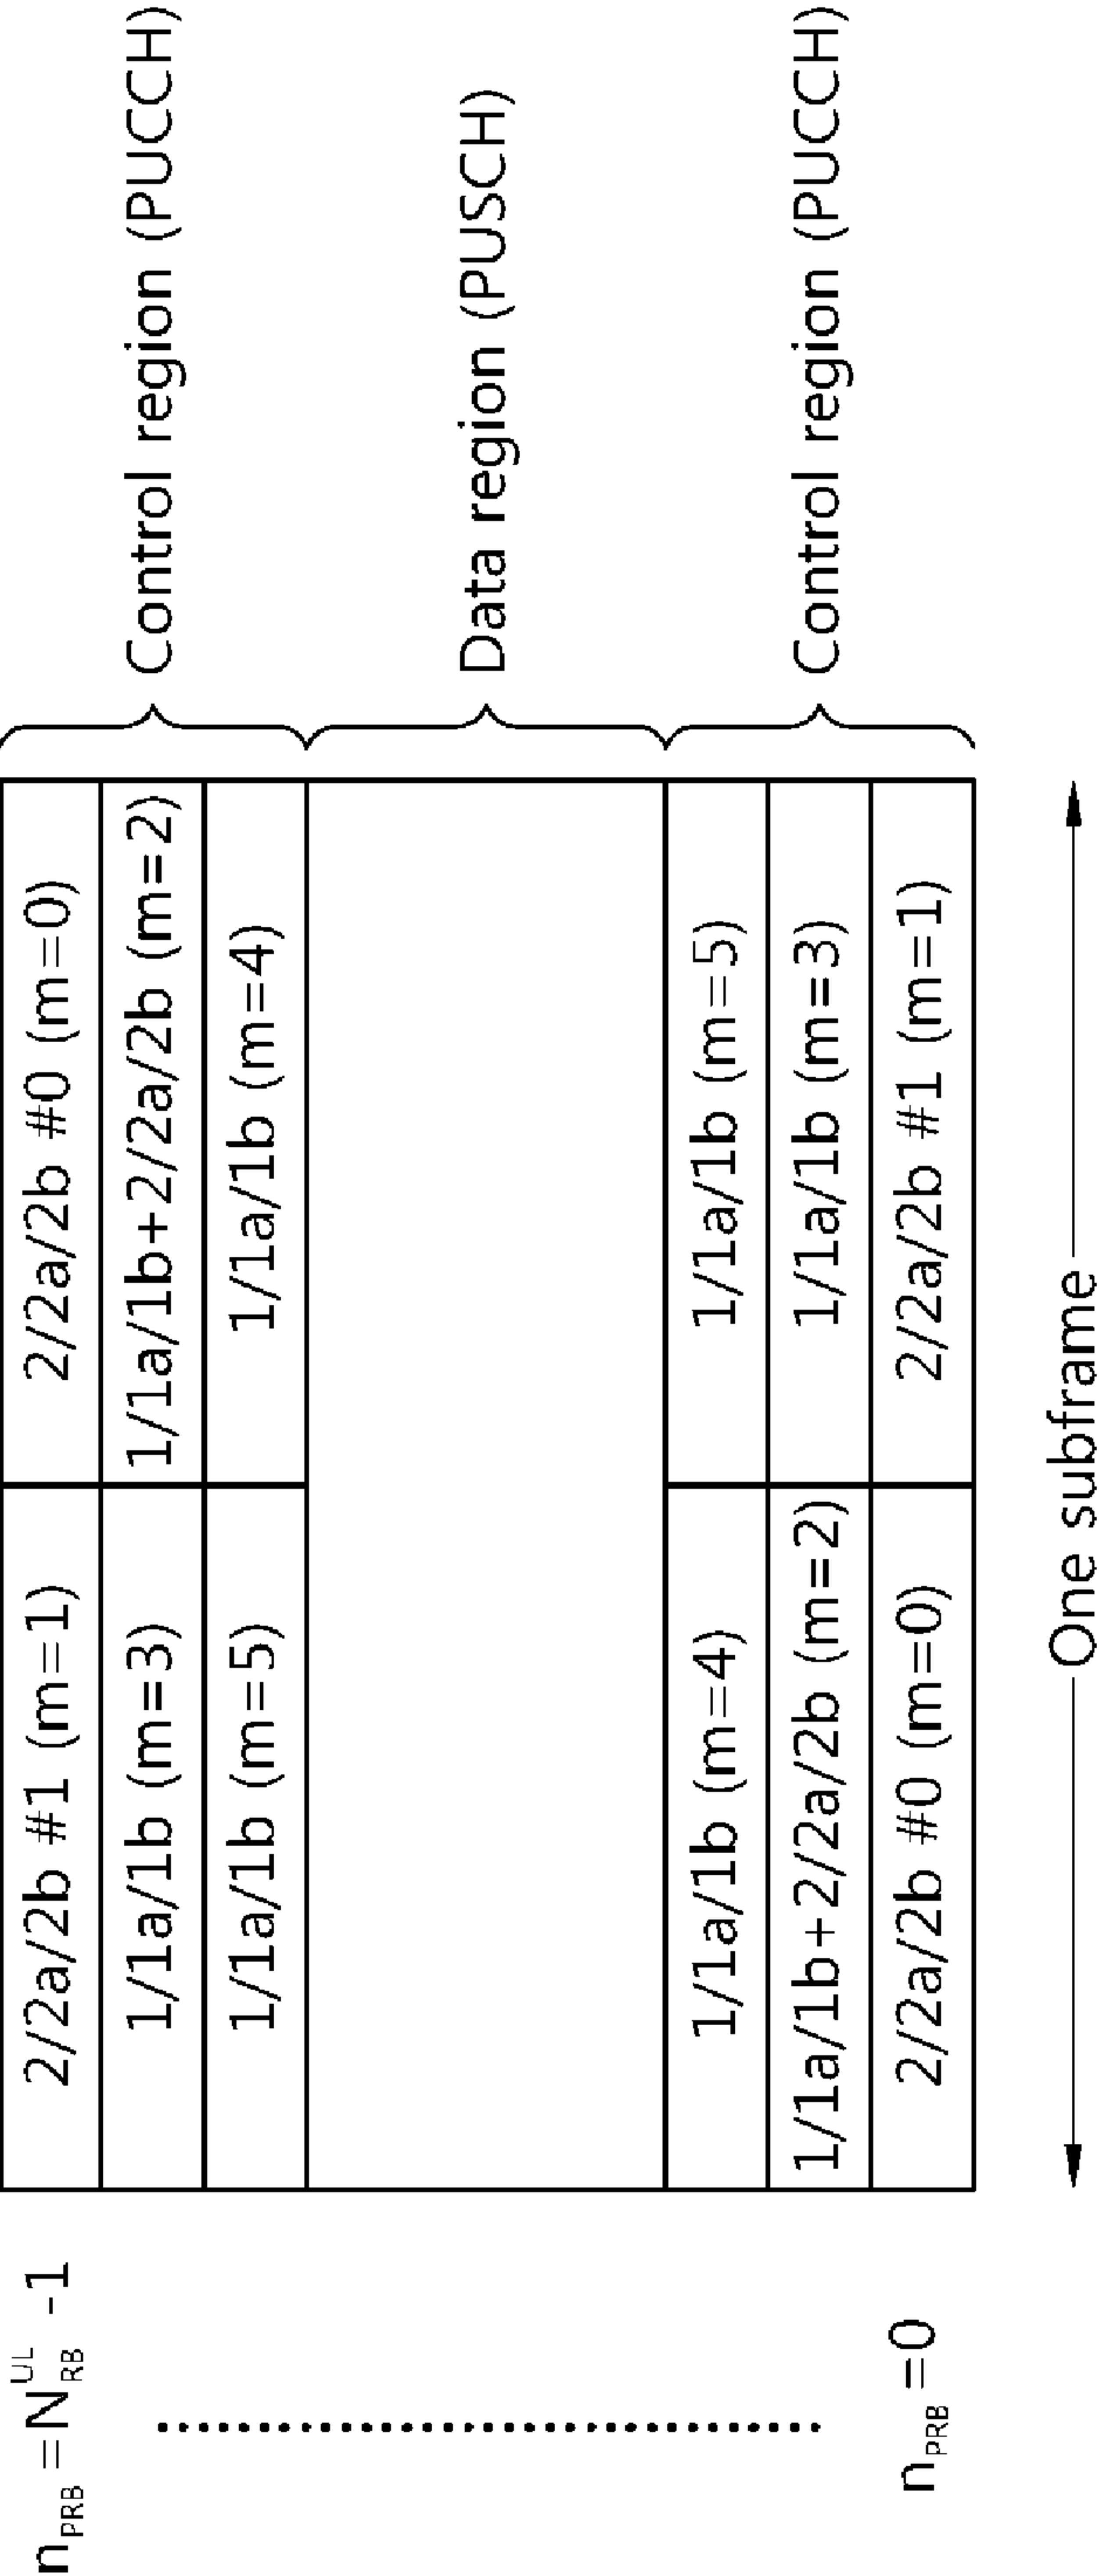 n_PRB=N_RB^UL -1
2/2a/2b #1 (m=1)
2/2a/2b #0 (m=0)
Control region (PUCCH)
1/1a/1b (m=3)
1/1a/1b+2/2a/2b (m=2)
1/1a/1b (m=5)
1/1a/1b (m=4)
Data region (PUSCH)
1/1a/1b (m=4)
1/1a/1b (m=5)
Control region (PUCCH)
1/1a/1b+2/2a/2b (m=2)
1/1a/1b (m=3)
n_PRB=0
2/2a/2b #0 (m=0)
2/2a/2b #1 (m=1)
One subframe